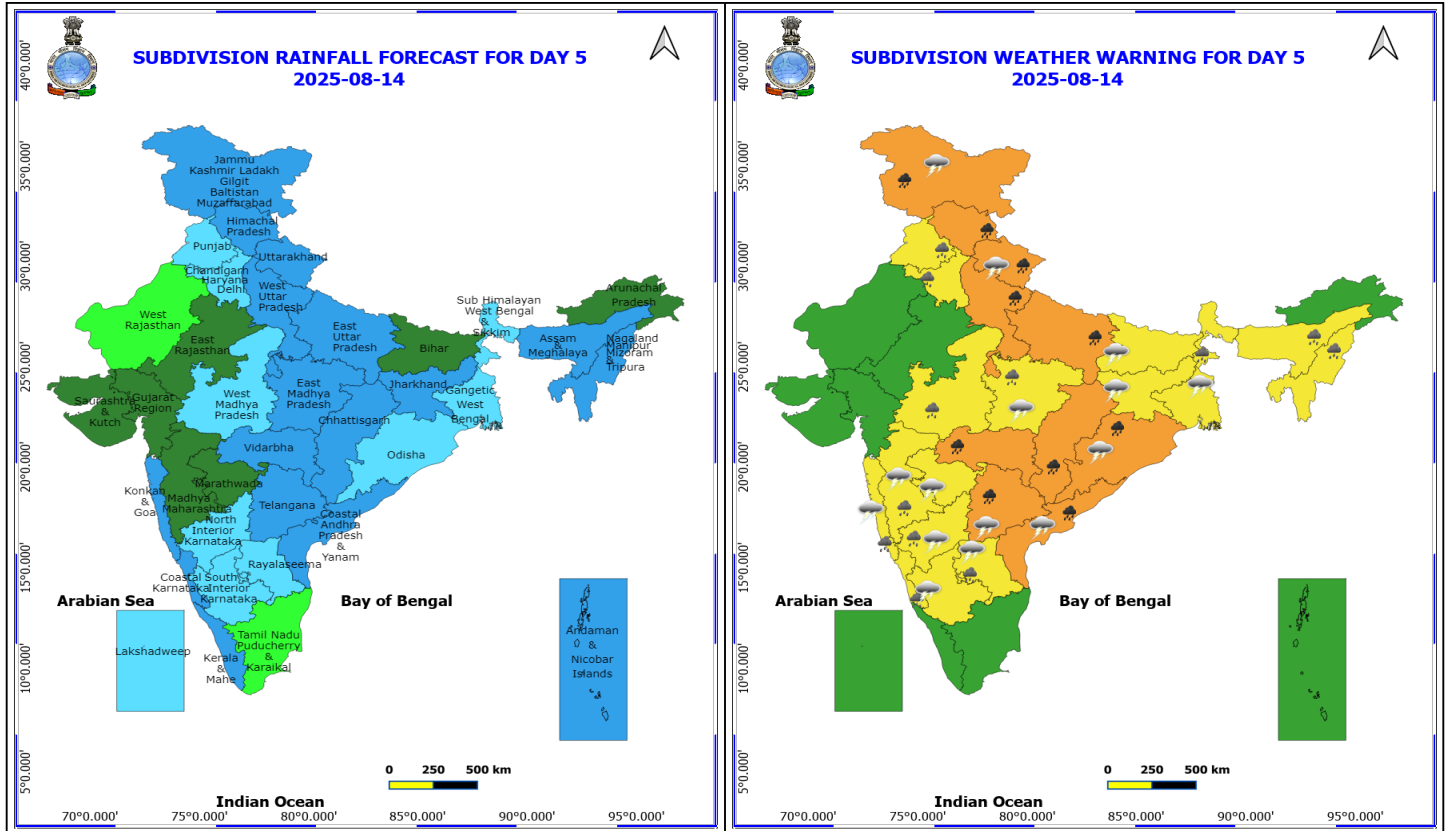 SUBDIVISION RAINFALL FORECAST FOR DAY 5
2025-08-14
40°0.000'
35°0.000'
30°0.000'
25°0.000'
20°0.000'
15°0.000'
10°0.000'
5°0.000'
Jammu
Kashmir Ladakh
Gilgit
Baltistan
Muzaffarabad
Himachal
Pradesh
Punjab
Uttarakhand
Chandigarh
Haryana
Delhi
West
Uttar
Pradesh
West
Rajasthan
East
Rajasthan
East
Uttar
Pradesh
Bihar
Sub Himalayan
West Bengal
&
Sikkim
Arunachal
Pradesh
Assam
&
Meghalaya
Nagaland
Manipur
Mizoram
&
Tripura
Jharkhand
Gangetic
West
Bengal
Saurashtra
&
Kutch
Gujarat
Region
West
Madhya
Pradesh
East
Madhya
Pradesh
Chhattisgarh
Vidarbha
Odisha
Konkan
&
Goa
Madhya
Maharashtra
Marathwada
Telangana
Coastal
Andhra
Pradesh
&
Yanam
North
Interior
Karnataka
Rayalaseema
Coastal
Karnataka
South
Interior
Karnataka
Arabian Sea
Bay of Bengal
Lakshadweep
Kerala
&
Mahe
Tamil Nadu
Puducherry
&
Karaikal
Andaman
&
Nicobar
Islands
0 250 500 km
Indian Ocean
70°0.000' 75°0.000' 80°0.000' 85°0.000' 90°0.000' 95°0.000'
SUBDIVISION WEATHER WARNING FOR DAY 5
2025-08-14
40°0.000'
35°0.000'
30°0.000'
25°0.000'
20°0.000'
15°0.000'
10°0.000'
5°0.000'
Arabian Sea
Bay of Bengal
0 250 500 km
Indian Ocean
70°0.000' 75°0.000' 80°0.000' 85°0.000' 90°0.000' 95°0.000'